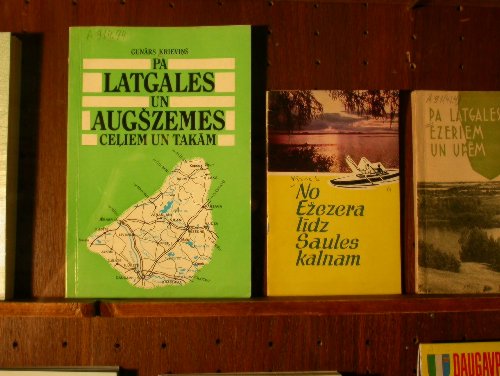 GUNĀRS KRIEVIŅŠ
PA
LATGALES
UN
AUGŠZEMES
CEĻIEM UN TAKĀM
No
Ežezera
līdz
Saules
kalnam
PA LATGALES
EZERIEM
UN UPĒM
DAUGAV